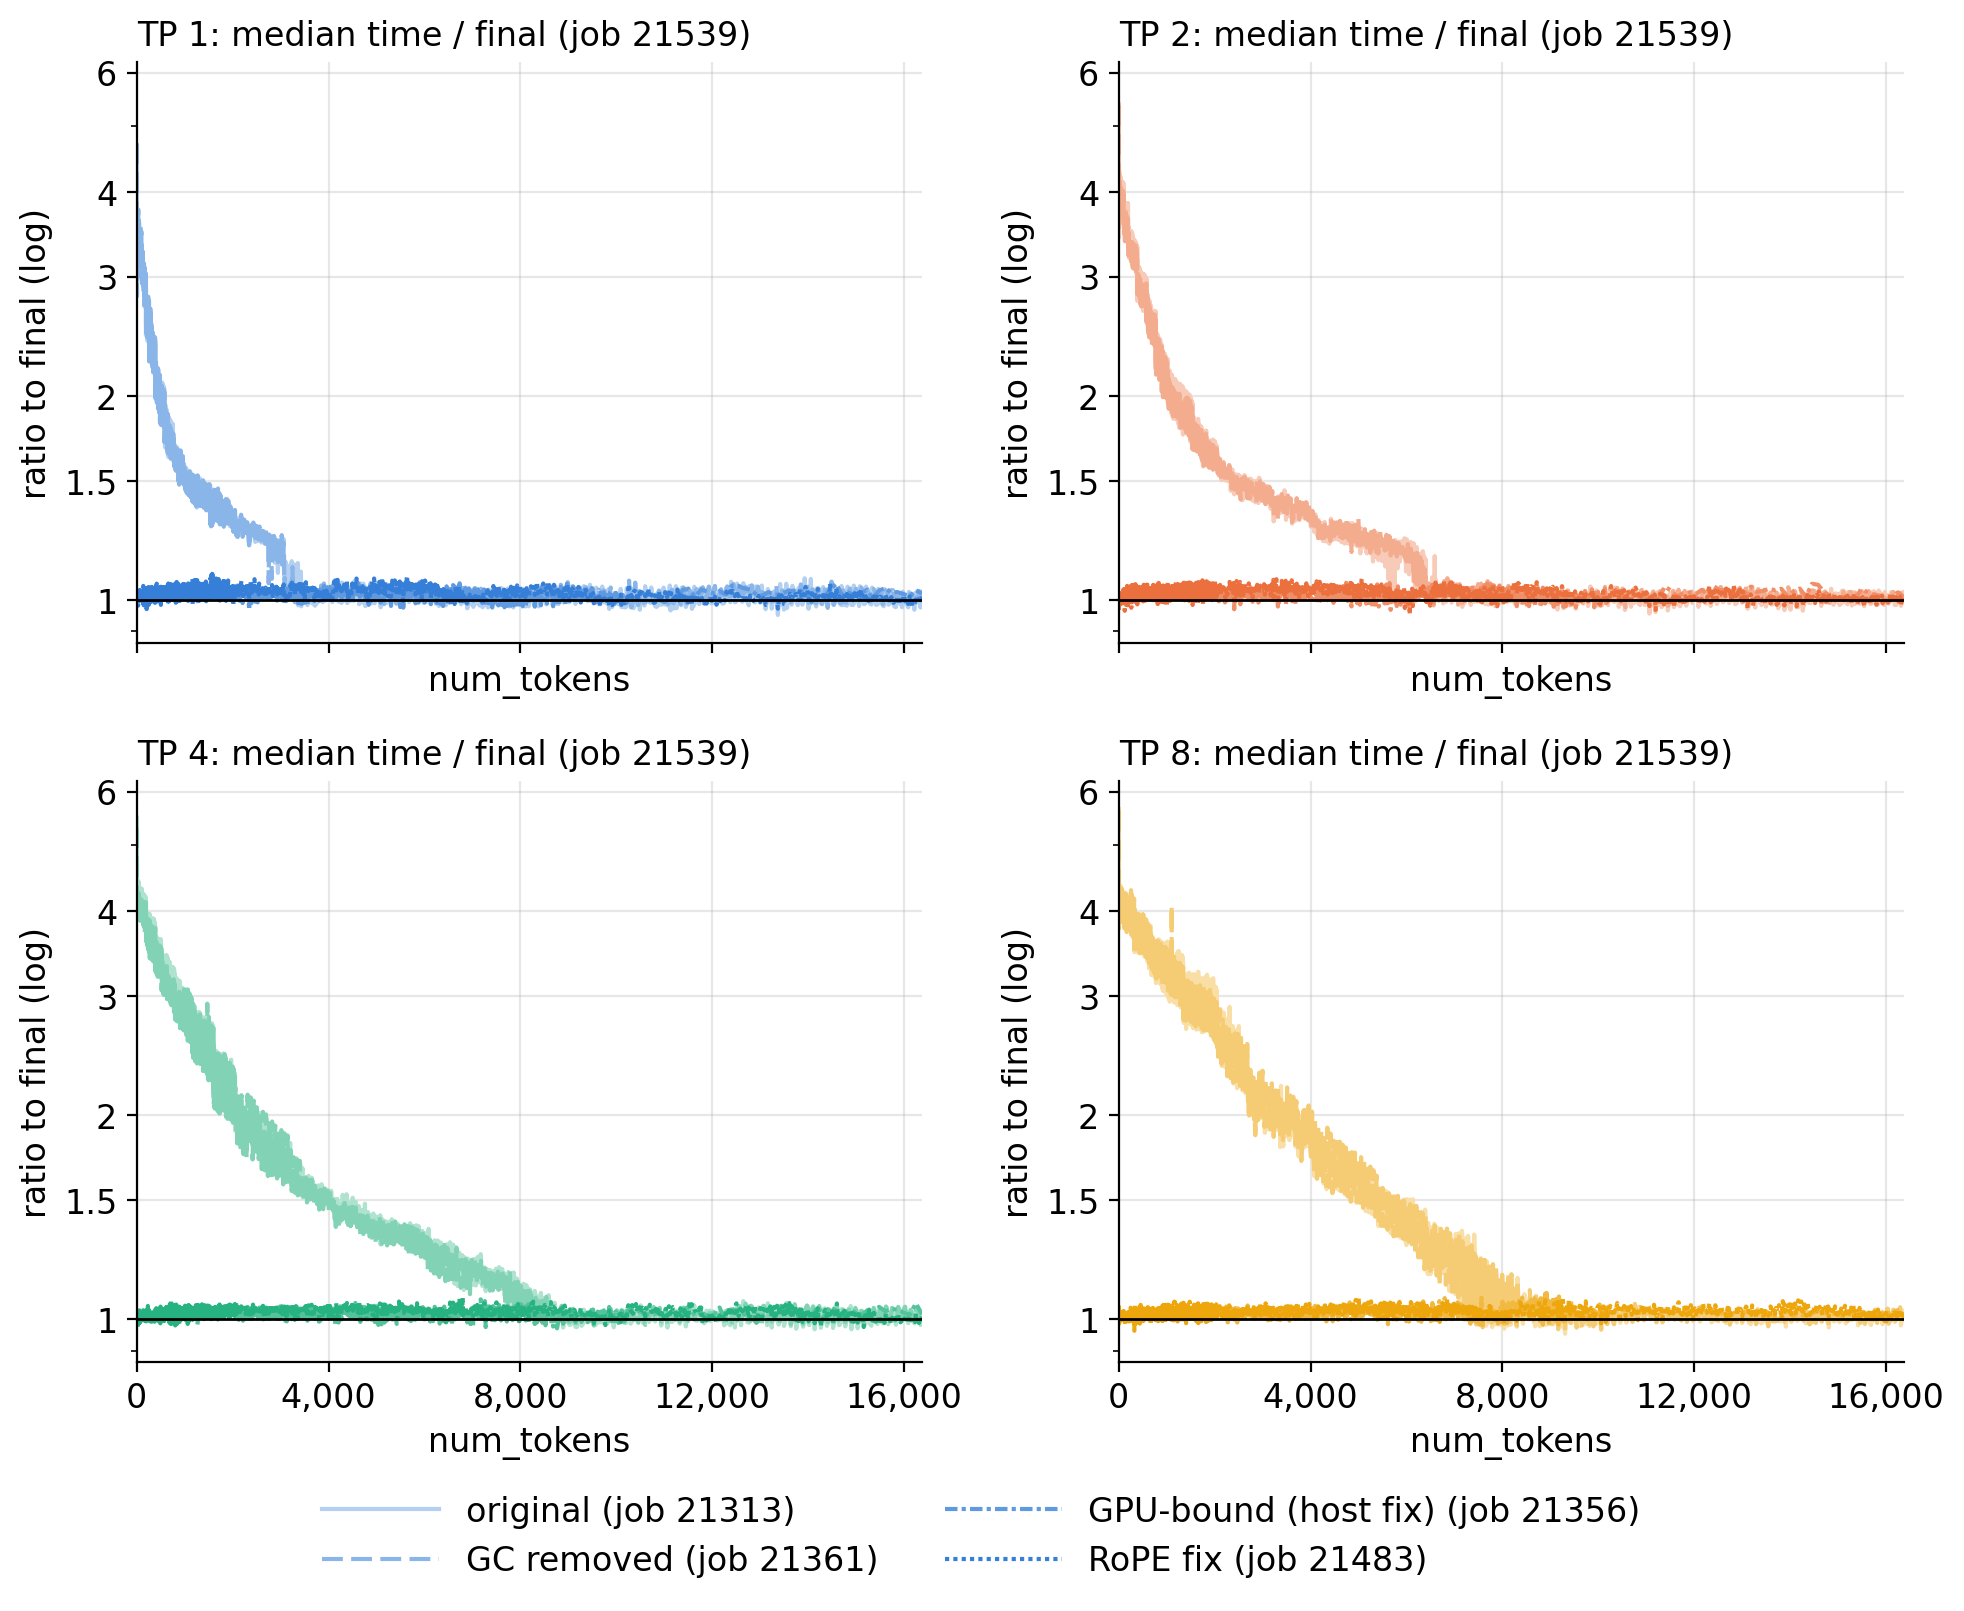 TP 1: median time / final (job 21539)
6
4
3
2
1.5
1
ratio to final (log)
num_tokens
TP 2: median time / final (job 21539)
6
4
3
2
1.5
1
ratio to final (log)
num_tokens
TP 4: median time / final (job 21539)
6
4
3
2
1.5
1
ratio to final (log)
0 4,000 8,000 12,000 16,000
num_tokens
TP 8: median time / final (job 21539)
6
4
3
2
1.5
1
ratio to final (log)
0 4,000 8,000 12,000 16,000
num_tokens
original (job 21313)
GC removed (job 21361)
GPU-bound (host fix) (job 21356)
RoPE fix (job 21483)